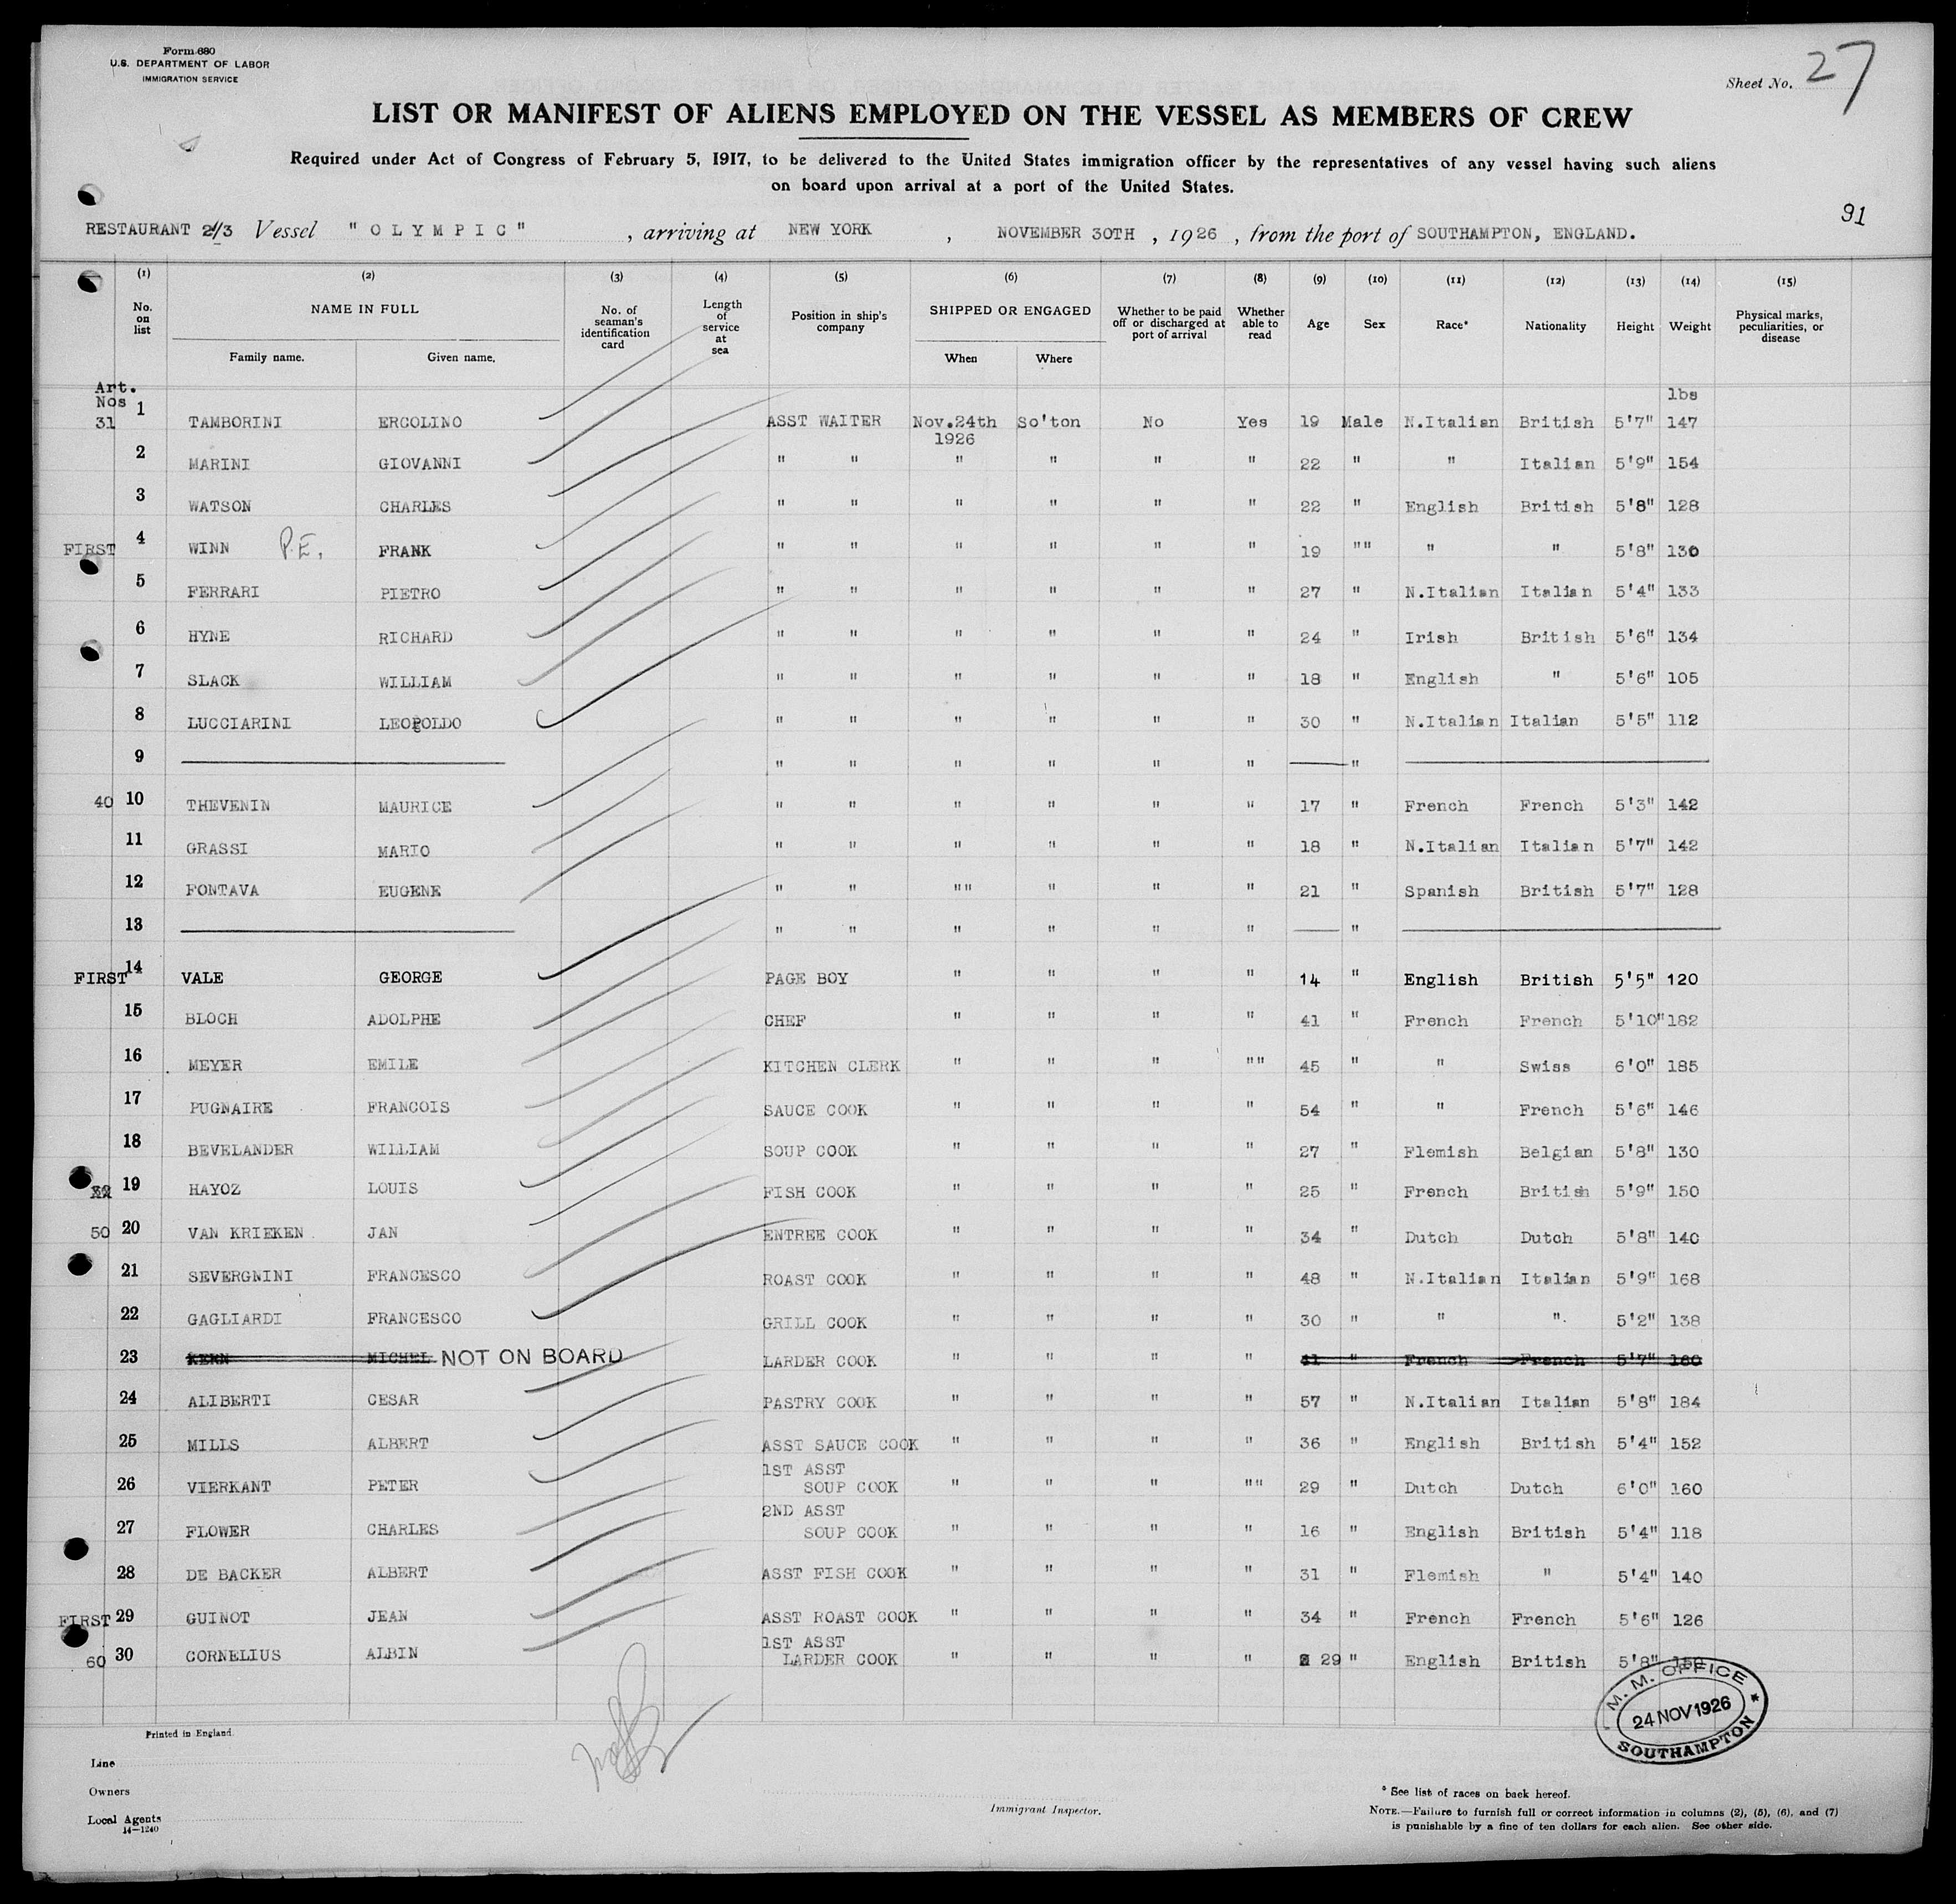 Form 680
U.S. DEPARTMENT OF LABOR
IMMIGRATION SERVICE
Sheet No. 27
LIST OR MANIFEST OF ALIENS EMPLOYED ON THE VESSEL AS MEMBERS OF CREW
Required under Act of Congress of February 5, 1917, to be delivered to the United States immigration officer by the representatives of any vessel having such aliens
on board upon arrival at a port of the United States.
91
RESTAURANT 2/3 Vessel "OLYMPIC", arriving at NEW YORK, NOVEMBER 30TH, 1926, from the port of SOUTHAMPTON, ENGLAND.
(1) (2) (3) (4) (5) (6) (7) (8) (9) (10) (11) (12) (13) (14) (15)
No. on list NAME IN FULL No. of seaman's identification card Length of service at sea Position in ship's company SHIPPED OR ENGAGED Whether to be paid off or discharged at port of arrival Whether able to read Age Sex Race* Nationality Height Weight Physical marks, peculiarities, or disease
Family name. Given name. When Where
Art. Nos lbs
31 1 TAMBORINI ERCOLINO ASST WAITER Nov.24th 1926 So'ton No Yes 19 Male N.Italian British 5'7" 147
2 MARINI GIOVANNI " " " " " " 22 " " Italian 5'9" 154
3 WATSON CHARLES " " " " " " 22 " English British 5'8" 128
FIRST 4 WINN P.E. FRANK " " " " " " 19 "" " " 5'8" 130
5 FERRARI PIETRO " " " " " " 27 " N.Italian Italian 5'4" 133
6 HYNE RICHARD " " " " " " 24 " Irish British 5'6" 134
7 SLACK WILLIAM " " " " " " 18 " English " 5'6" 105
8 LUCCIARINI LEOPOLDO " " " " " " 30 " N.Italian Italian 5'5" 112
9 " " " " " " "
40 10 THEVENIN MAURICE " " " " " " 17 " French French 5'3" 142
11 GRASSI MARIO " " " " " " 18 " N.Italian Italian 5'7" 142
12 FONTAVA EUGENE " " "" " " " 21 " Spanish British 5'7" 128
13 " " " " " " "
FIRST 14 VALE GEORGE PAGE BOY " " " " 14 " English British 5'5" 120
15 BLOCH ADOLPHE CHEF " " " " 41 " French French 5'10" 182
16 MEYER EMILE KITCHEN CLERK " " " "" 45 " " Swiss 6'0" 185
17 PUGNAIRE FRANCOIS SAUCE COOK " " " " 54 " " French 5'6" 146
18 BEVELANDER WILLIAM SOUP COOK " " " " 27 " Flemish Belgian 5'8" 130
19 HAYOZ LOUIS FISH COOK " " " " 25 " French British 5'9" 150
50 20 VAN KRIEKEN JAN ENTREE COOK " " " " 34 " Dutch Dutch 5'8" 140
21 SEVERGNINI FRANCESCO ROAST COOK " " " " 48 " N.Italian Italian 5'9" 168
22 GAGLIARDI FRANCESCO GRILL COOK " " " " 30 " " ". 5'2" 138
23 KERN MICHEL NOT ON BOARD LARDER COOK " " " " 41 " French French 5'7" 180
24 ALIBERTI CESAR PASTRY COOK " " " " 57 " N.Italian Italian 5'8" 184
25 MILLS ALBERT ASST SAUCE COOK " " " " 36 " English British 5'4" 152
26 VIERKANT PETER 1ST ASST SOUP COOK " " " "" 29 " Dutch Dutch 6'0" 160
27 FLOWER CHARLES 2ND ASST SOUP COOK " " " " 16 " English British 5'4" 118
28 DE BACKER ALBERT ASST FISH COOK " " " " 31 " Flemish " 5'4" 140
FIRST 29 GUINOT JEAN ASST ROAST COOK " " " " 34 " French French 5'6" 126
60 30 CORNELIUS ALBIN 1ST ASST LARDER COOK " " " " 29 " English British 5'8" 150
M. M. OFFICE
24 NOV 1926
SOUTHAMPTON
Printed in England.
Line
Owners
Local Agents
14—1240
Immigrant Inspector.
* See list of races on back hereof.
NOTE.—Failure to furnish full or correct information in columns (2), (5), (6), and (7)
is punishable by a fine of ten dollars for each alien. See other side.